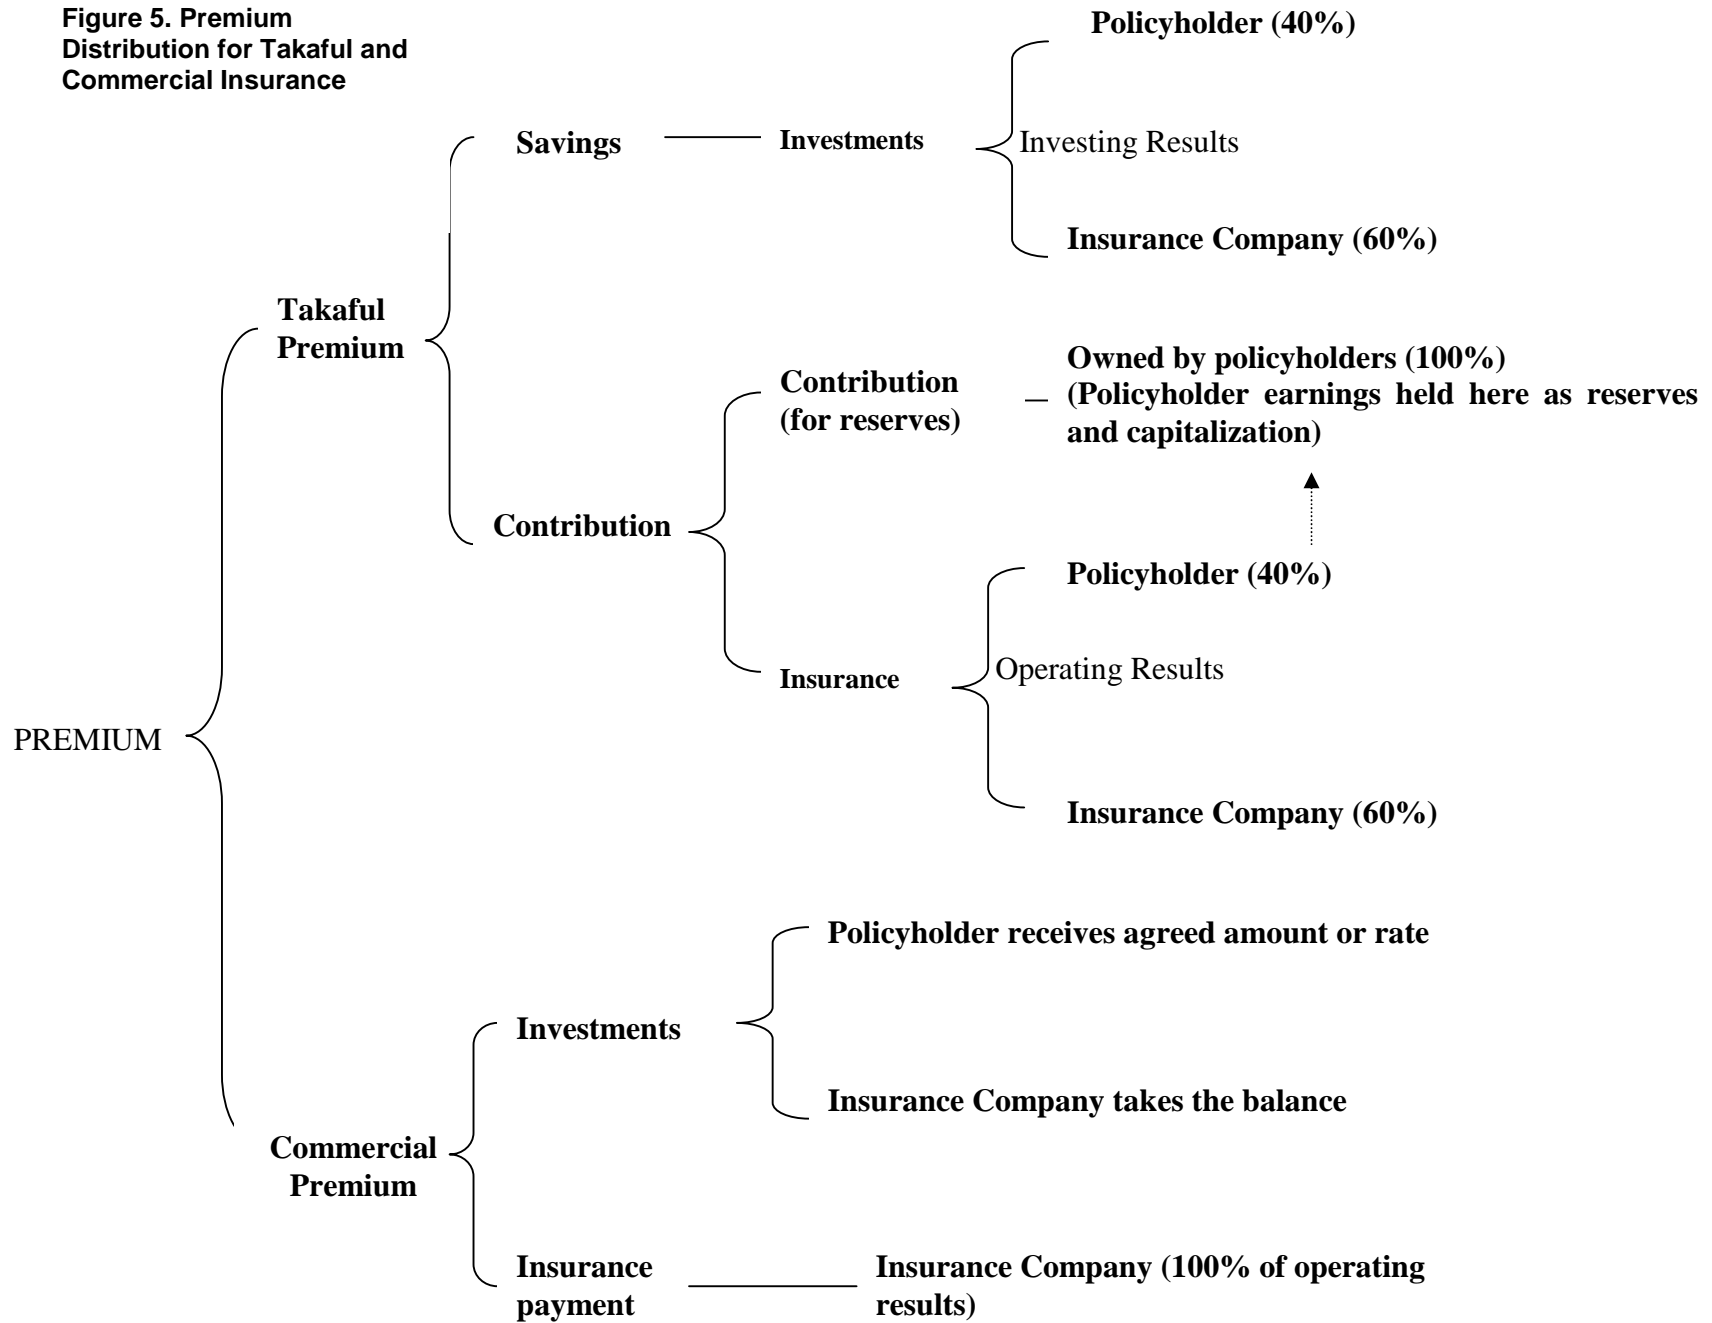 Figure 5. Premium
Distribution for Takaful and
Commercial Insurance
Policyholder (40%)
Savings
Investments
Investing Results
Insurance Company (60%)
Takaful
Premium
Owned by policyholders (100%)
(Policyholder earnings held here as reserves
and capitalization)
Contribution
(for reserves)
Contribution
Policyholder (40%)
Insurance
Operating Results
PREMIUM
Insurance Company (60%)
Policyholder receives agreed amount or rate
Investments
Insurance Company takes the balance
Commercial
Premium
Insurance
payment
Insurance Company (100% of operating
results)